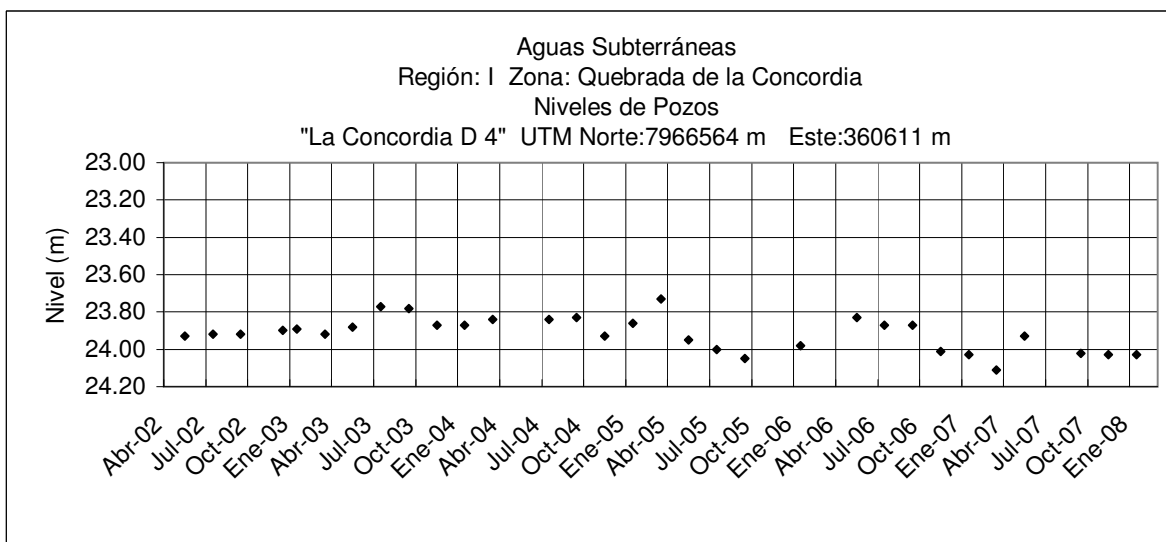 Aguas Subterráneas
Región: I Zona: Quebrada de la Concordia
Niveles de Pozos
"La Concordia D 4" UTM Norte:7966564 m Este:360611 m
Nivel (m)
23.00
23.20
23.40
23.60
23.80
24.00
24.20
Abr-02
Jul-02
Oct-02
Ene-03
Abr-03
Jul-03
Oct-03
Ene-04
Abr-04
Jul-04
Oct-04
Ene-05
Abr-05
Jul-05
Oct-05
Ene-06
Abr-06
Jul-06
Oct-06
Ene-07
Abr-07
Jul-07
Oct-07
Ene-08